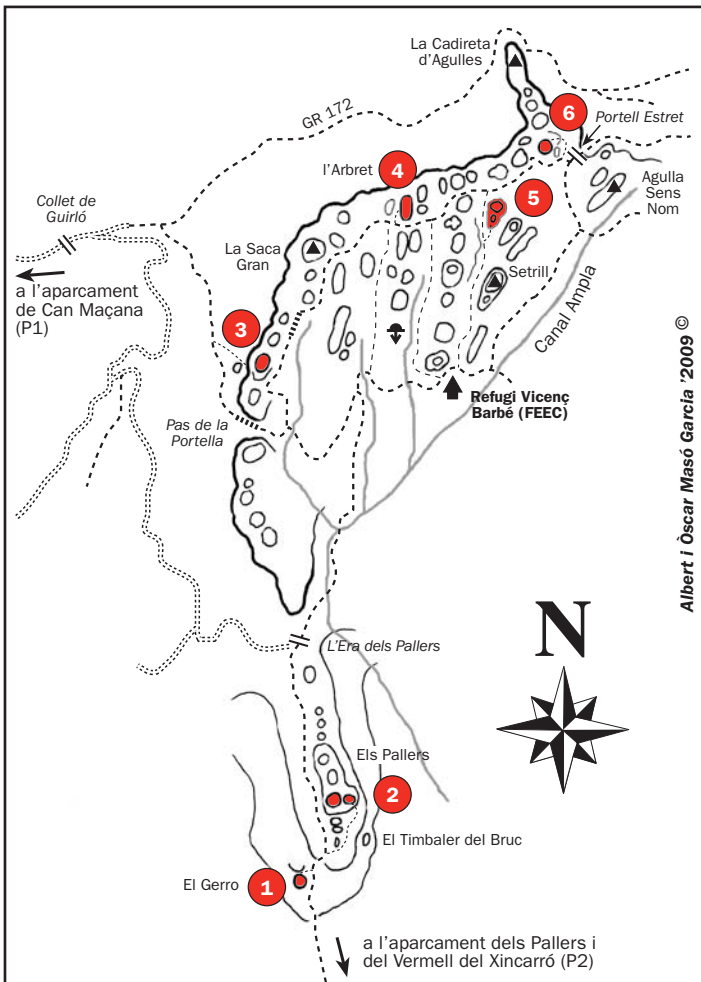 La Cadireta
d'Agulles
6
Portell Estret
GR 172
l'Arbret
4
5
Agulla
Sens
Nom
Collet de
Guirló
La Saca
Gran
Setrill
a l'aparcament
de Can Maçana
(P1)
3
Canal Ampla
Refugi Vicenç
Barbé (FEEC)
Pas de la
Portella
Albert i Òscar Masó Garcia '2009 ©
N
L'Era dels Pallers
Els Pallers
2
El Timbaler del Bruc
El Gerro
1
a l'aparcament dels Pallers i
del Vermell del Xincarró (P2)